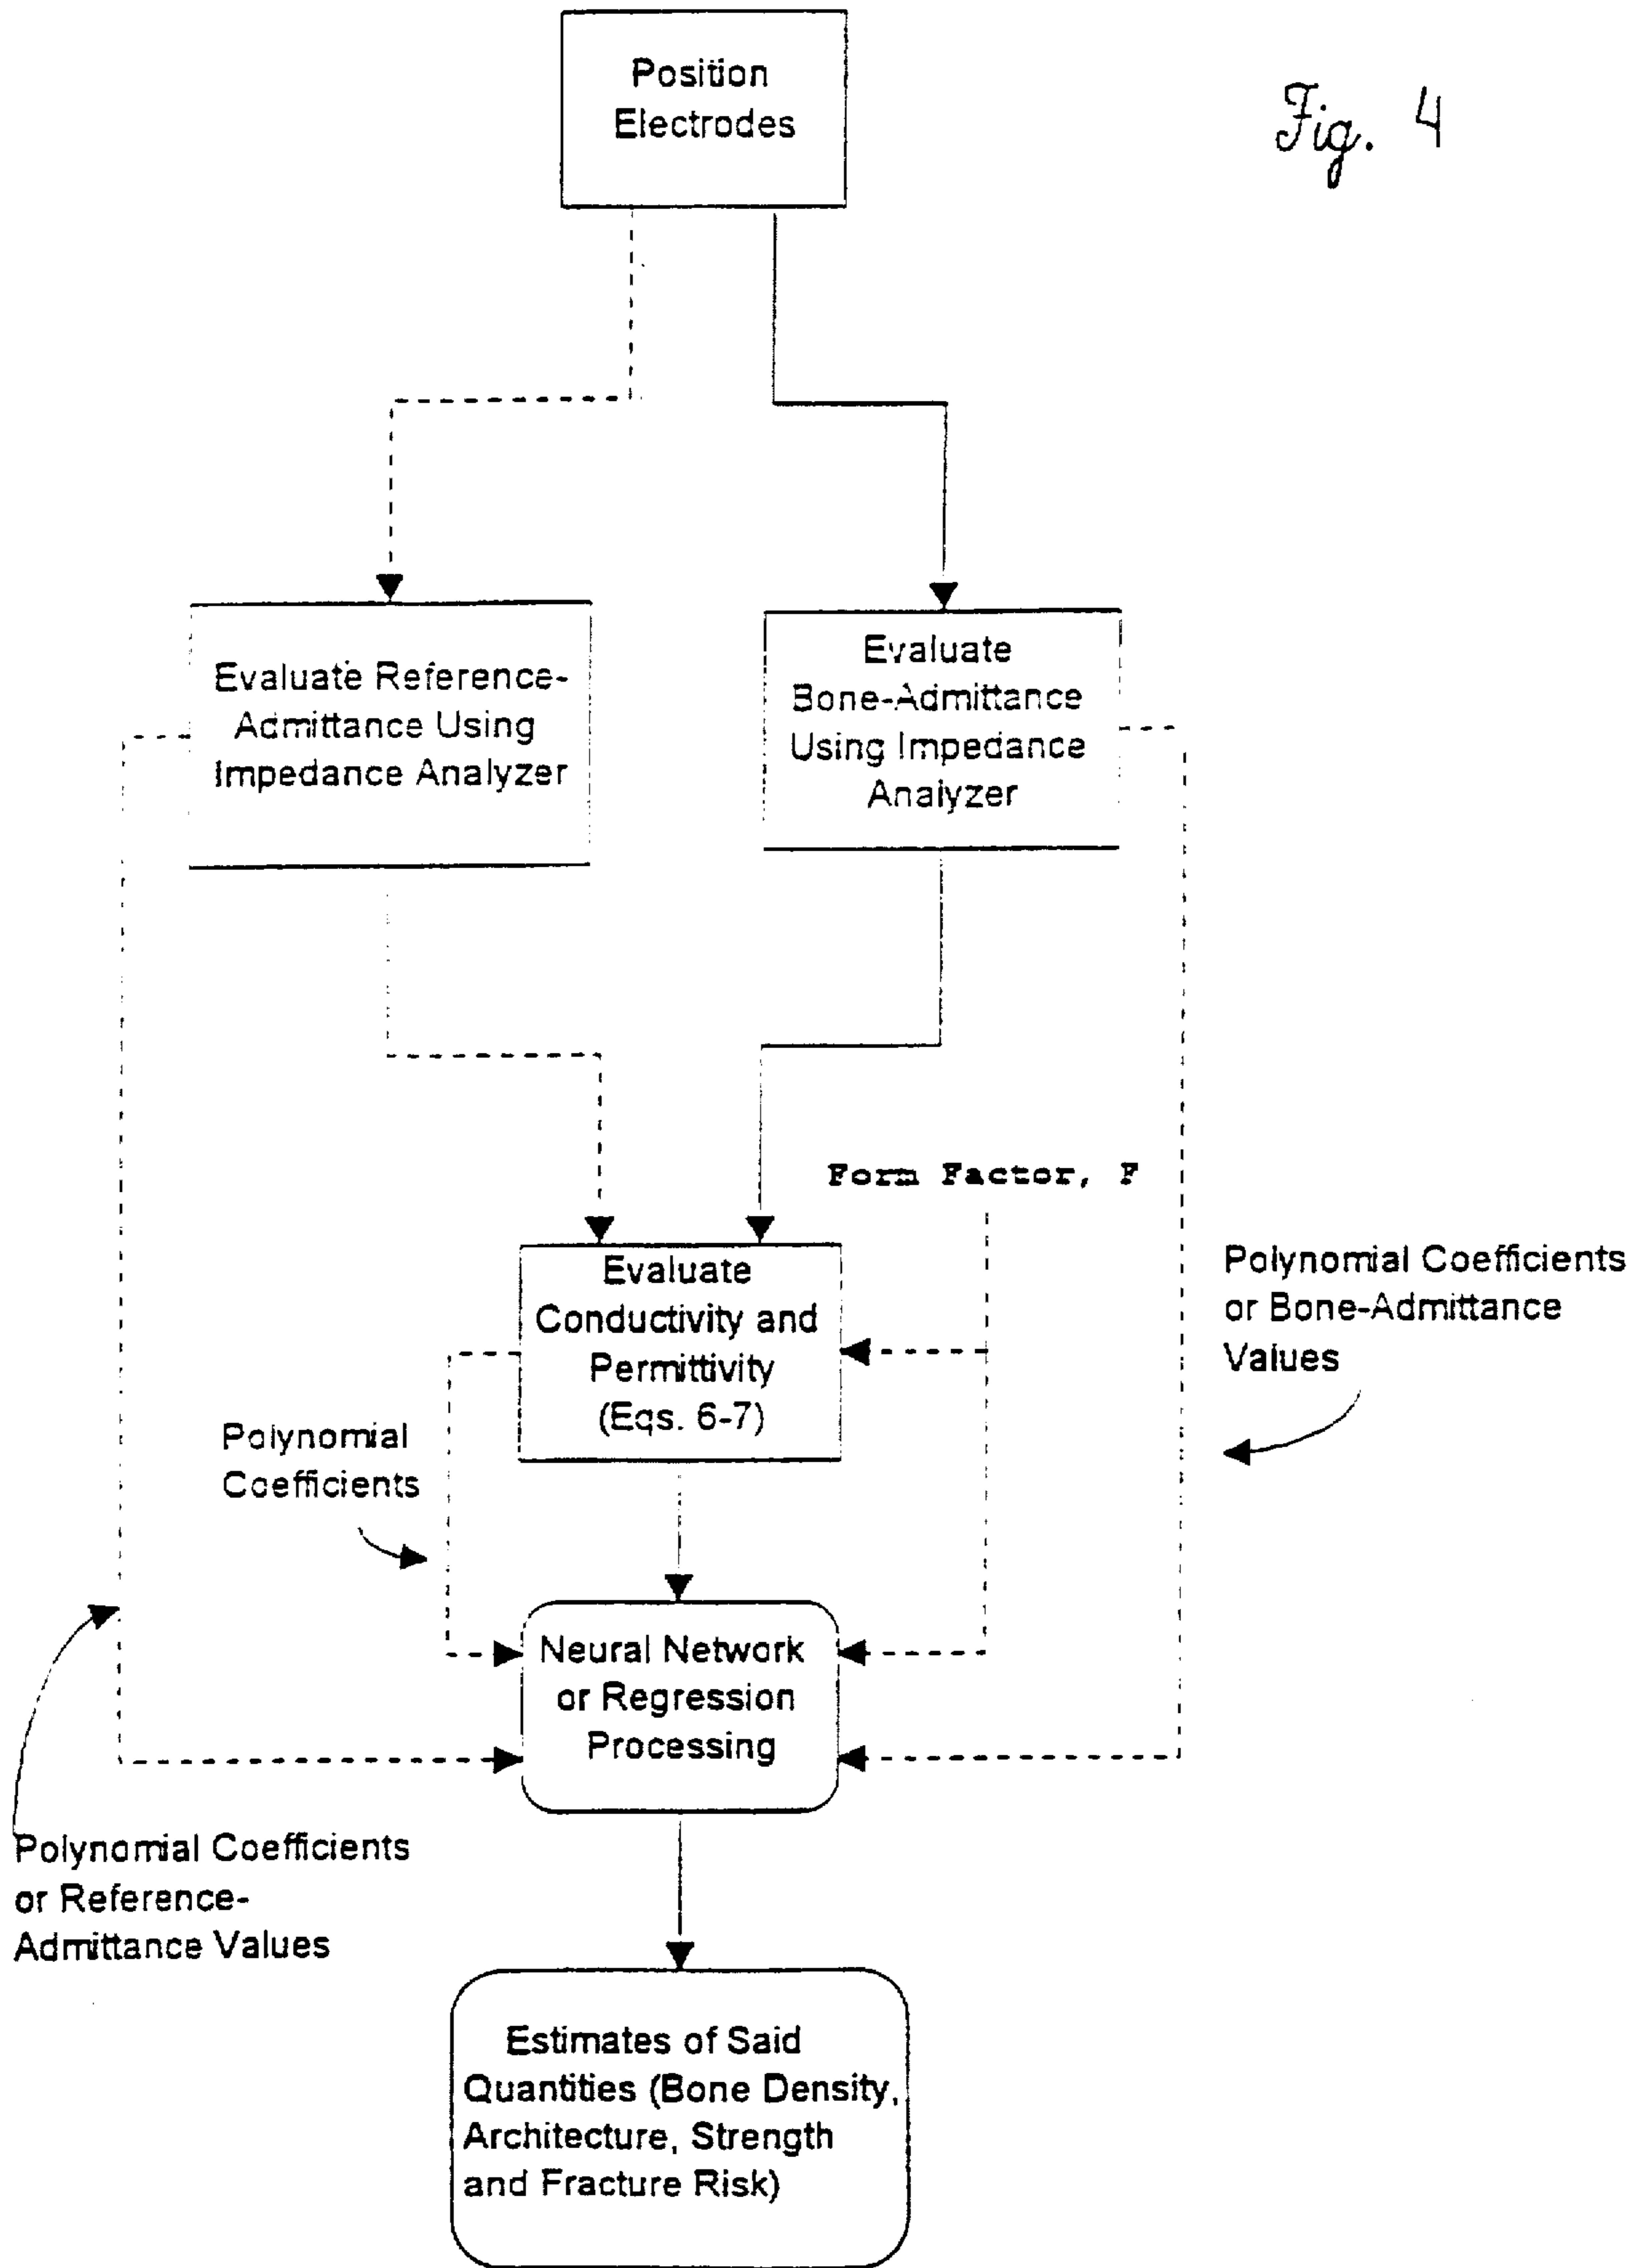 Position
Electrodes
Fig. 4
Evaluate Reference-
Admittance Using
Impedance Analyzer
Evaluate
Bone-Admittance
Using Impedance
Analyzer
Form Factor, F
Evaluate
Conductivity and
Permittivity
(Eqs. 6-7)
Polynomial Coefficients
or Bone-Admittance
Values
Polynomial
Coefficients
Neural Network
or Regression
Processing
Polynomial Coefficients
or Reference-
Admittance Values
Estimates of Said
Quantities (Bone Density,
Architecture, Strength
and Fracture Risk)